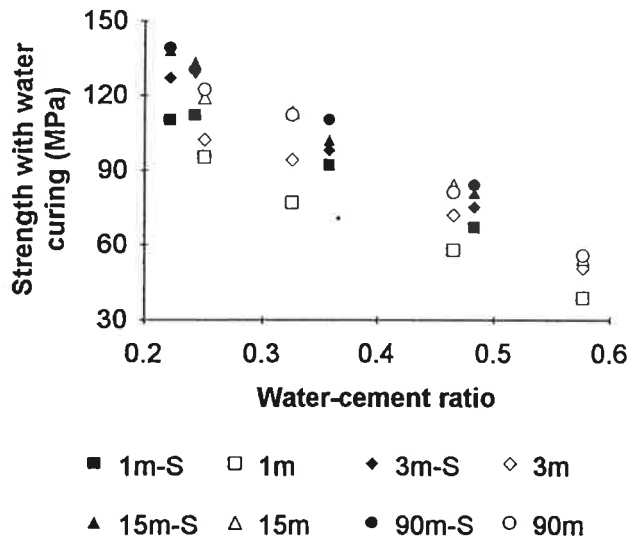 Strength with water
curing (MPa)
150
120
90
60
30
0.2 0.3 0.4 0.5 0.6
Water-cement ratio
1m-S 1m 3m-S 3m
15m-S 15m 90m-S 90m